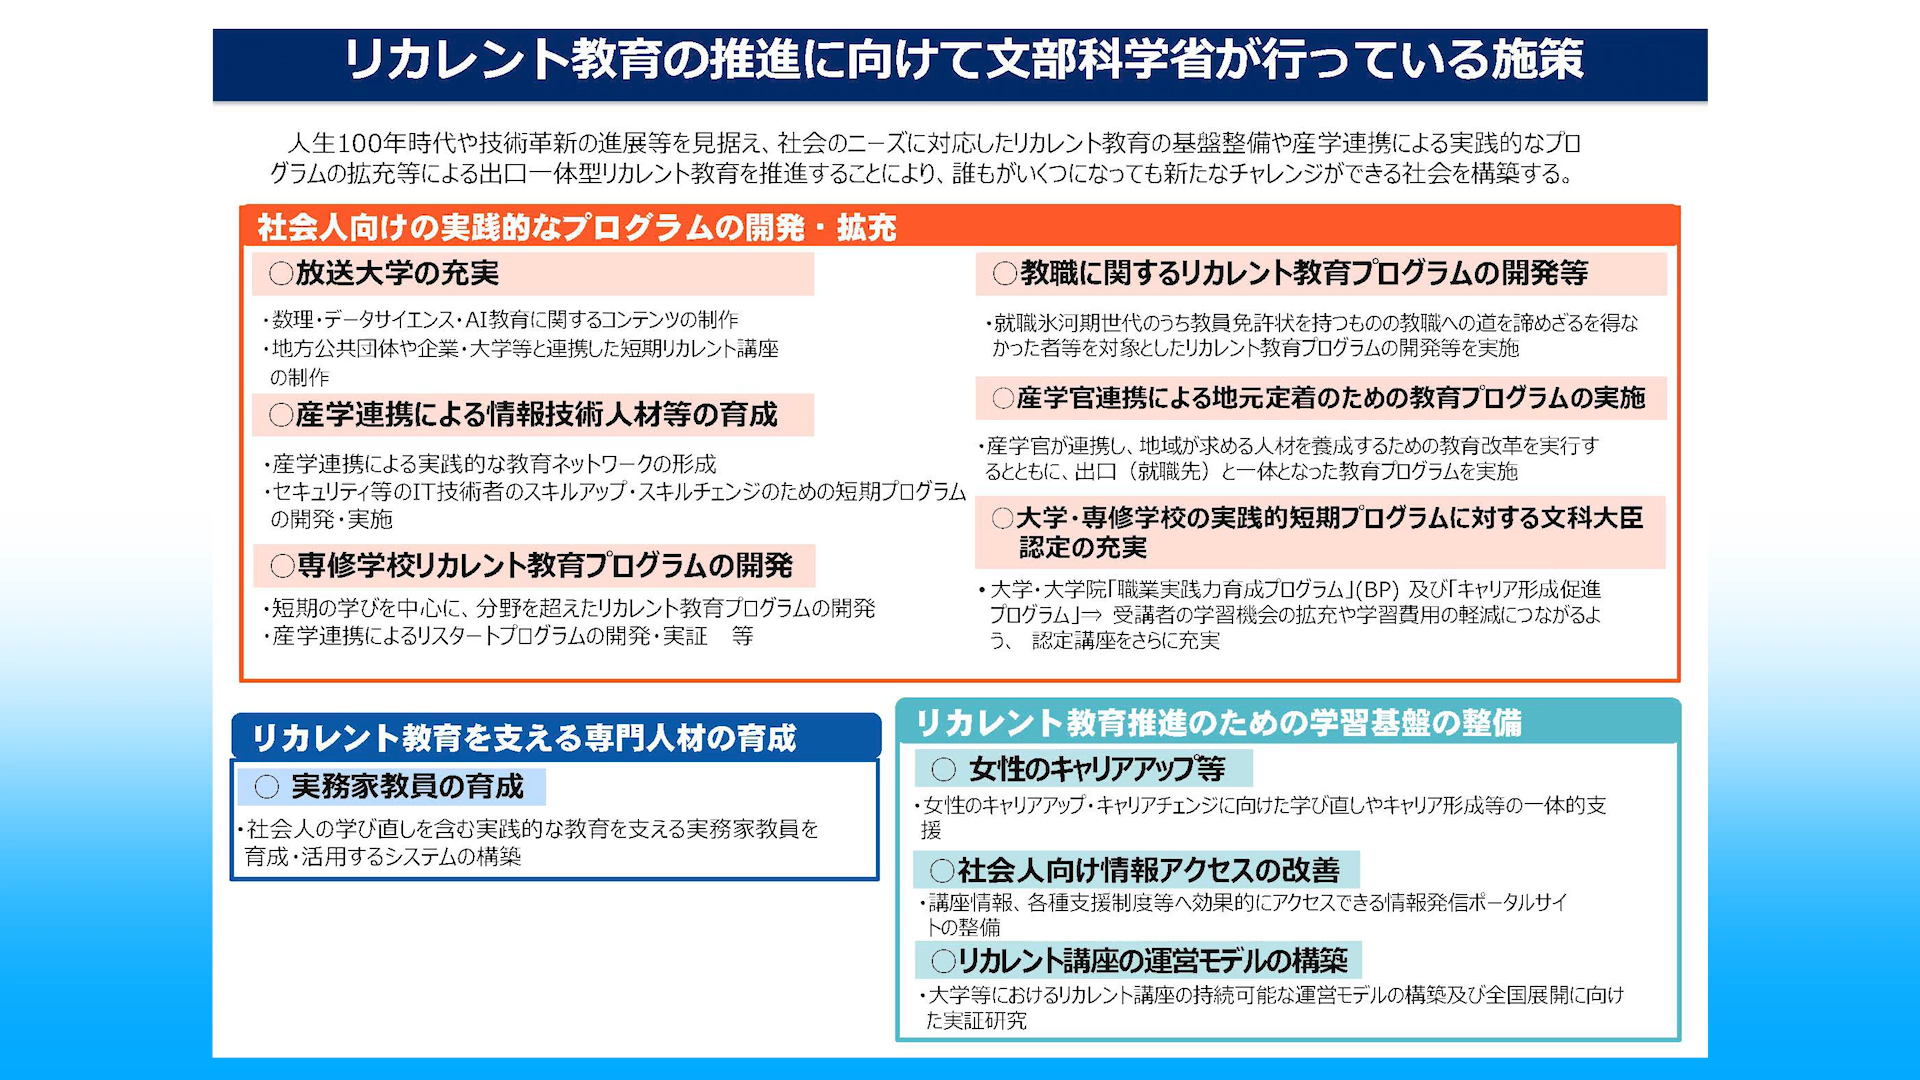 リカレント教育の推進に向けて文部科学省が行っている施策
人生100年時代や技術革新の進展等を見据え、社会のニーズに対応したリカレント教育の基盤整備や産学連携による実践的なプロ
グラムの拡充等による出口一体型リカレント教育を推進することにより、誰もがいくつになっても新たなチャレンジができる社会を構築する。
社会人向けの実践的なプログラムの開発・拡充
○放送大学の充実
・数理・データサイエンス・AI教育に関するコンテンツの制作
・地方公共団体や企業・大学等と連携した短期リカレント講座
の制作
○産学連携による情報技術人材等の育成
・産学連携による実践的な教育ネットワークの形成
・セキュリティ等のIT技術者のスキルアップ・スキルチェンジのための短期プログラム
の開発・実施
○専修学校リカレント教育プログラムの開発
・短期の学びを中心に、分野を超えたリカレント教育プログラムの開発
・産学連携によるリスタートプログラムの開発・実証　等
○教職に関するリカレント教育プログラムの開発等
・就職氷河期世代のうち教員免許状を持つものの教職への道を諦めざるを得な
かった者等を対象としたリカレント教育プログラムの開発等を実施
○産学官連携による地元定着のための教育プログラムの実施
・産学官が連携し、地域が求める人材を養成するための教育改革を実行す
るとともに、出口（就職先）と一体となった教育プログラムを実施
○大学・専修学校の実践的短期プログラムに対する文科大臣
認定の充実
・大学・大学院「職業実践力育成プログラム」(BP) 及び「キャリア形成促進
プログラム」⇒ 受講者の学習機会の拡充や学習費用の軽減につながるよ
う、 認定講座をさらに充実
リカレント教育を支える専門人材の育成
○ 実務家教員の育成
・社会人の学び直しを含む実践的な教育を支える実務家教員を
育成・活用するシステムの構築
リカレント教育推進のための学習基盤の整備
○ 女性のキャリアアップ等
・女性のキャリアアップ・キャリアチェンジに向けた学び直しやキャリア形成等の一体的支
援
○社会人向け情報アクセスの改善
・講座情報、各種支援制度等へ効果的にアクセスできる情報発信ポータルサイ
トの整備
○リカレント講座の運営モデルの構築
・大学等におけるリカレント講座の持続可能な運営モデルの構築及び全国展開に向け
た実証研究